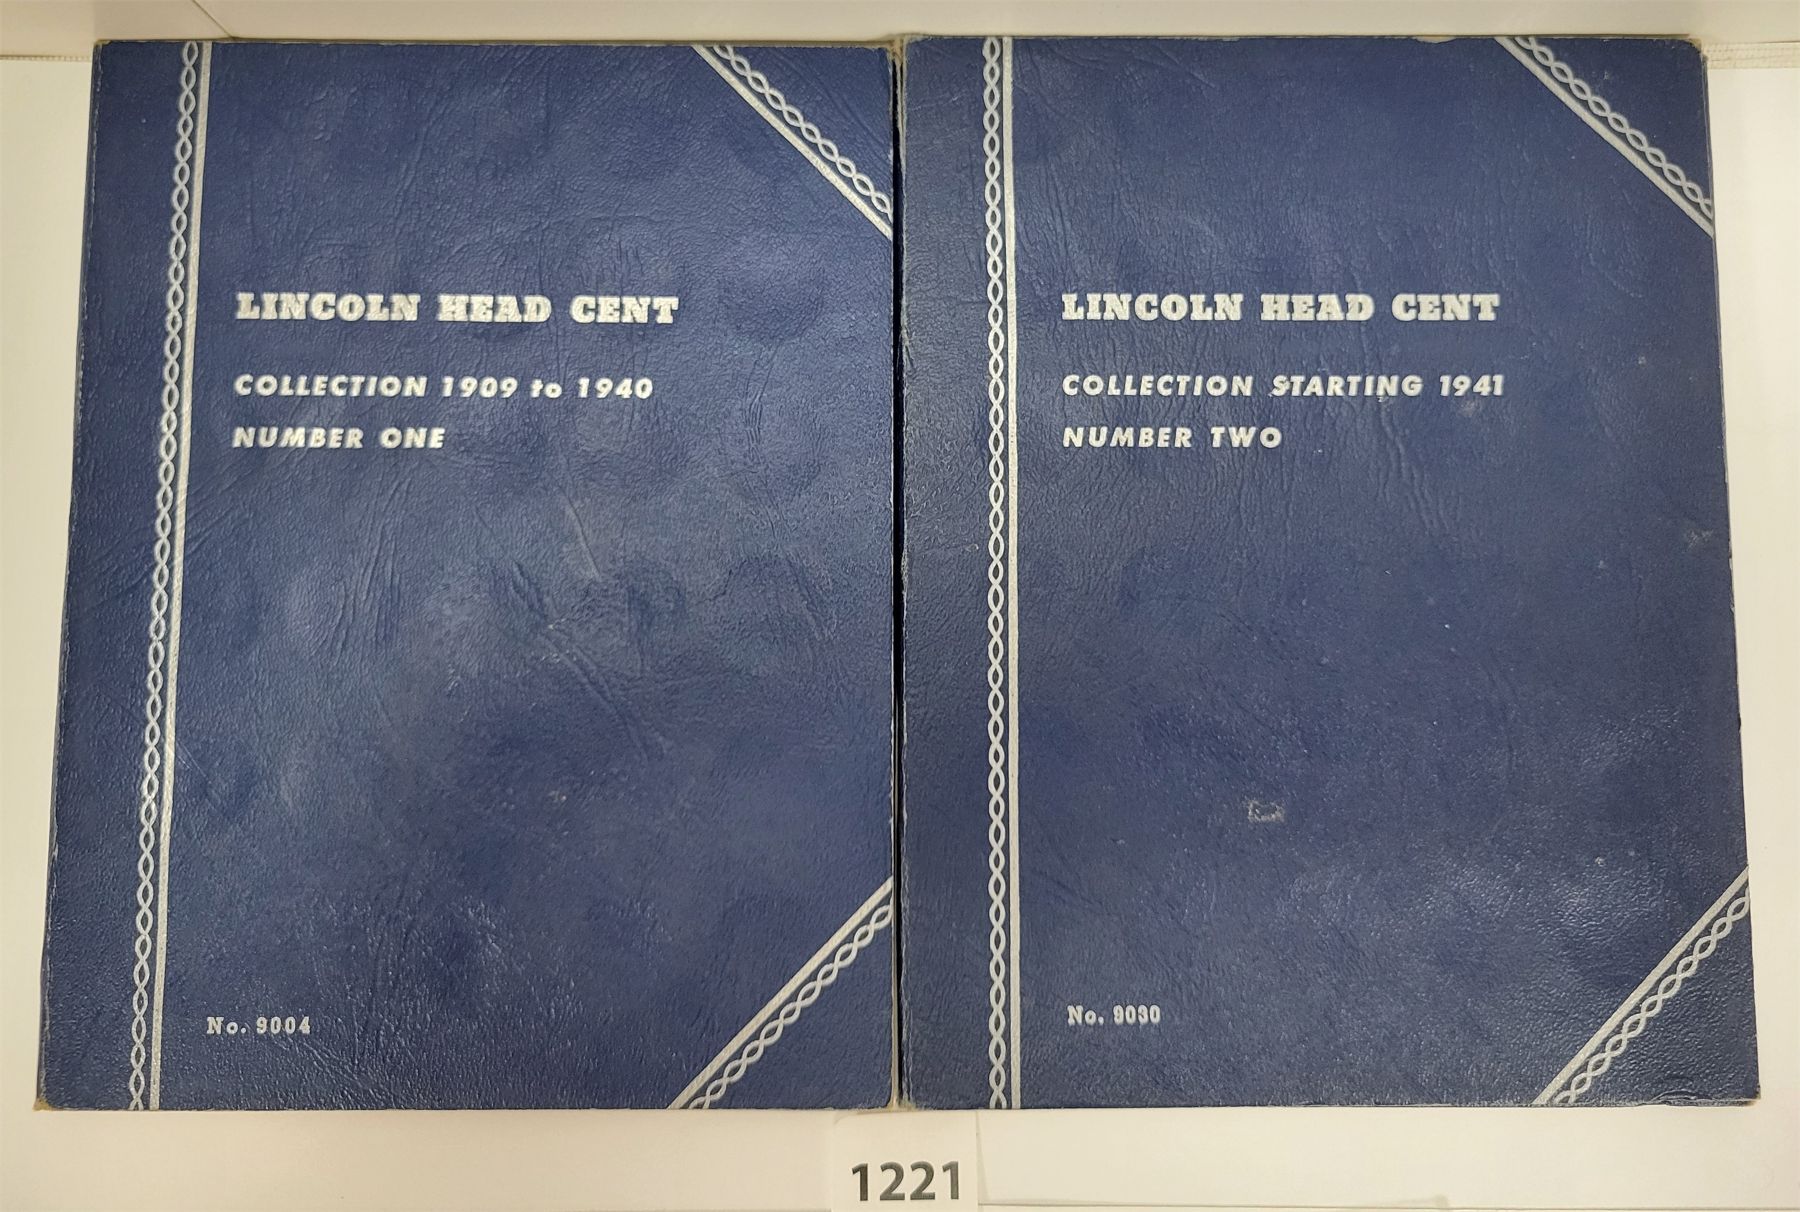 LINCOLN HEAD CENT
COLLECTION 1909 to 1940
NUMBER ONE
No. 9004
LINCOLN HEAD CENT
COLLECTION STARTING 1941
NUMBER TWO
No. 9030
1221